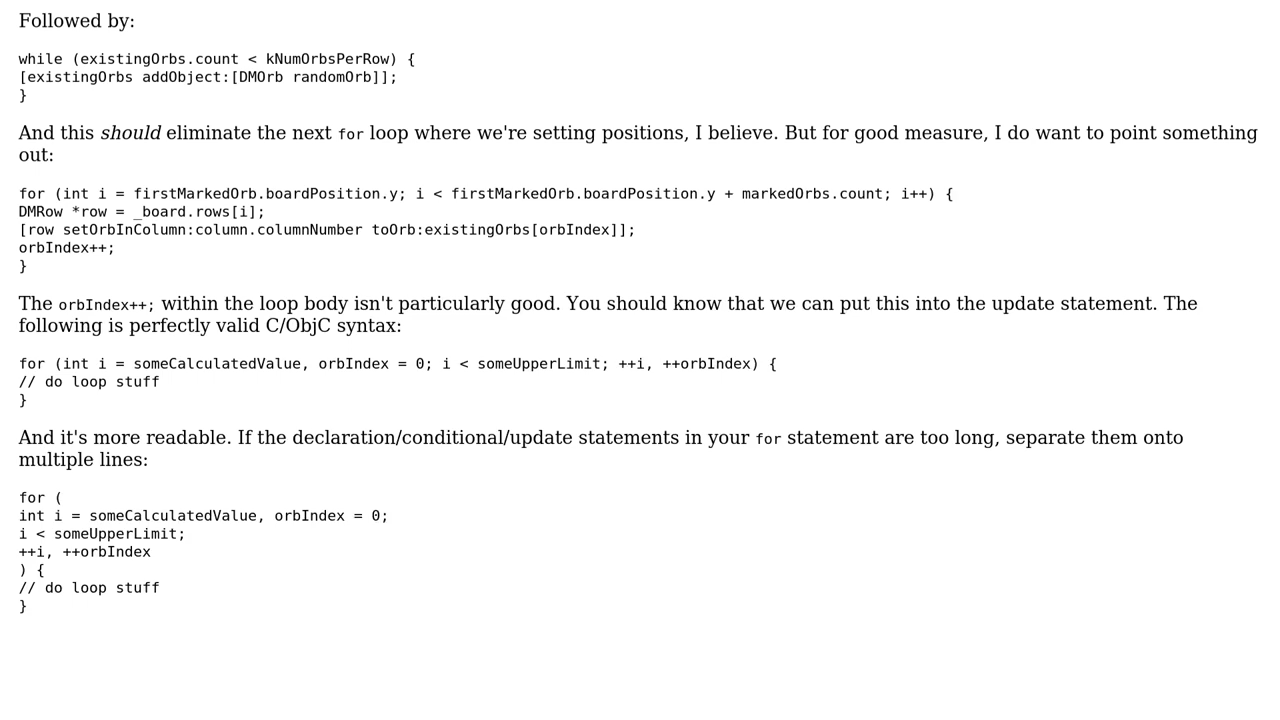 Followed by:
while (existingOrbs.count < kNumOrbsPerRow) {
[existingOrbs addObject:[DMOrb randomOrb]];
}
And this should eliminate the next for loop where we're setting positions, I believe. But for good measure, I do want to point something
out:
for (int i = firstMarkedOrb.boardPosition.y; i < firstMarkedOrb.boardPosition.y + markedOrbs.count; i++) {
DMRow *row = _board.rows[i];
[row setOrbInColumn:column.columnNumber toOrb:existingOrbs[orbIndex]];
orbIndex++;
}
The orbIndex++; within the loop body isn't particularly good. You should know that we can put this into the update statement. The
following is perfectly valid C/ObjC syntax:
for (int i = someCalculatedValue, orbIndex = 0; i < someUpperLimit; ++i, ++orbIndex) {
// do loop stuff
}
And it's more readable. If the declaration/conditional/update statements in your for statement are too long, separate them onto
multiple lines:
for (
int i = someCalculatedValue, orbIndex = 0;
i < someUpperLimit;
++i, ++orbIndex
) {
// do loop stuff
}